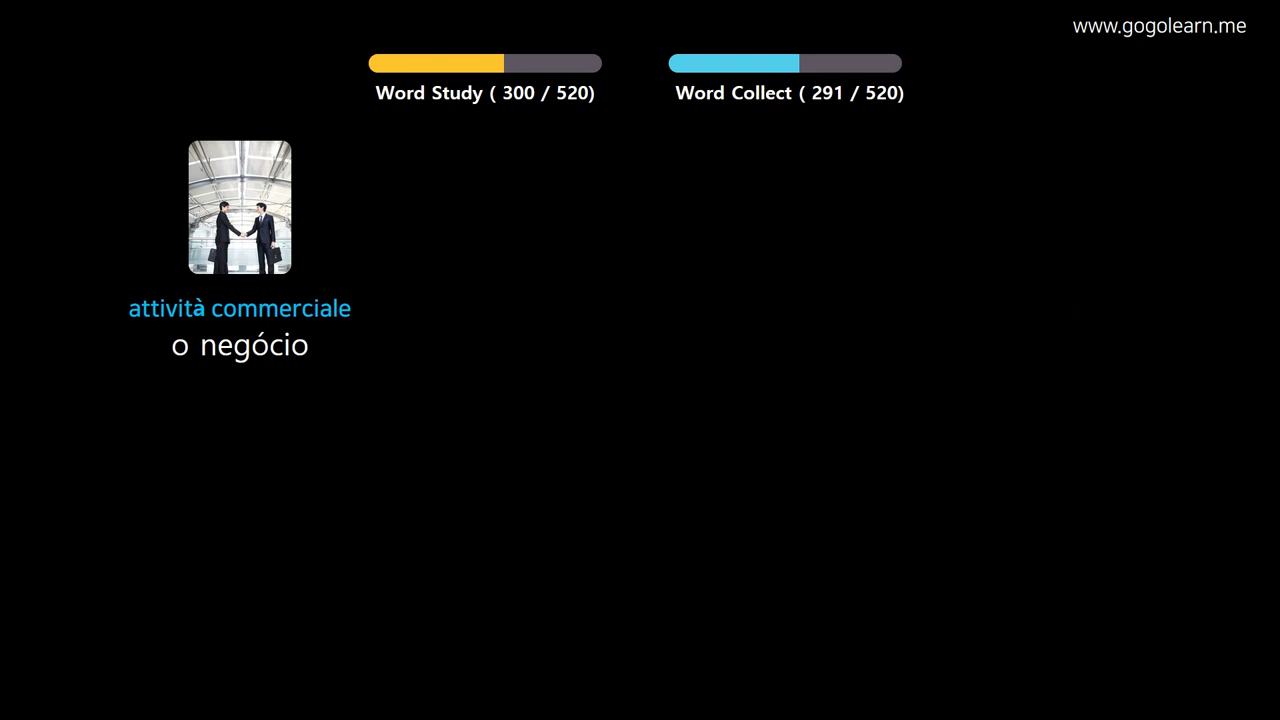 www.gogolearn.me
Word Study ( 300 / 520)
Word Collect ( 291 / 520)
attività commerciale
o negócio